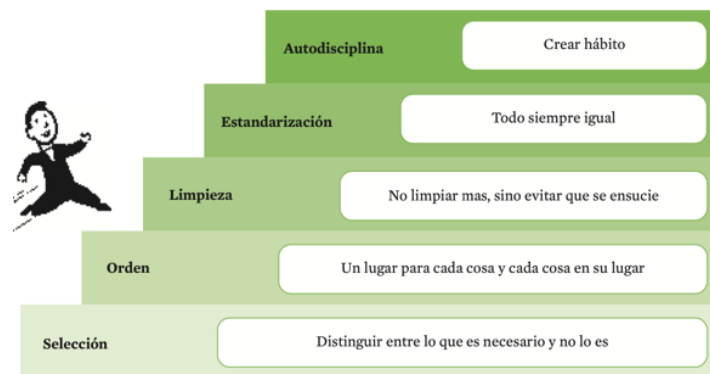 Autodisciplina
Crear hábito
Estandarización
Todo siempre igual
Limpieza
No limpiar mas, sino evitar que se ensucie
Orden
Un lugar para cada cosa y cada cosa en su lugar
Selección
Distinguir entre lo que es necesario y no lo es